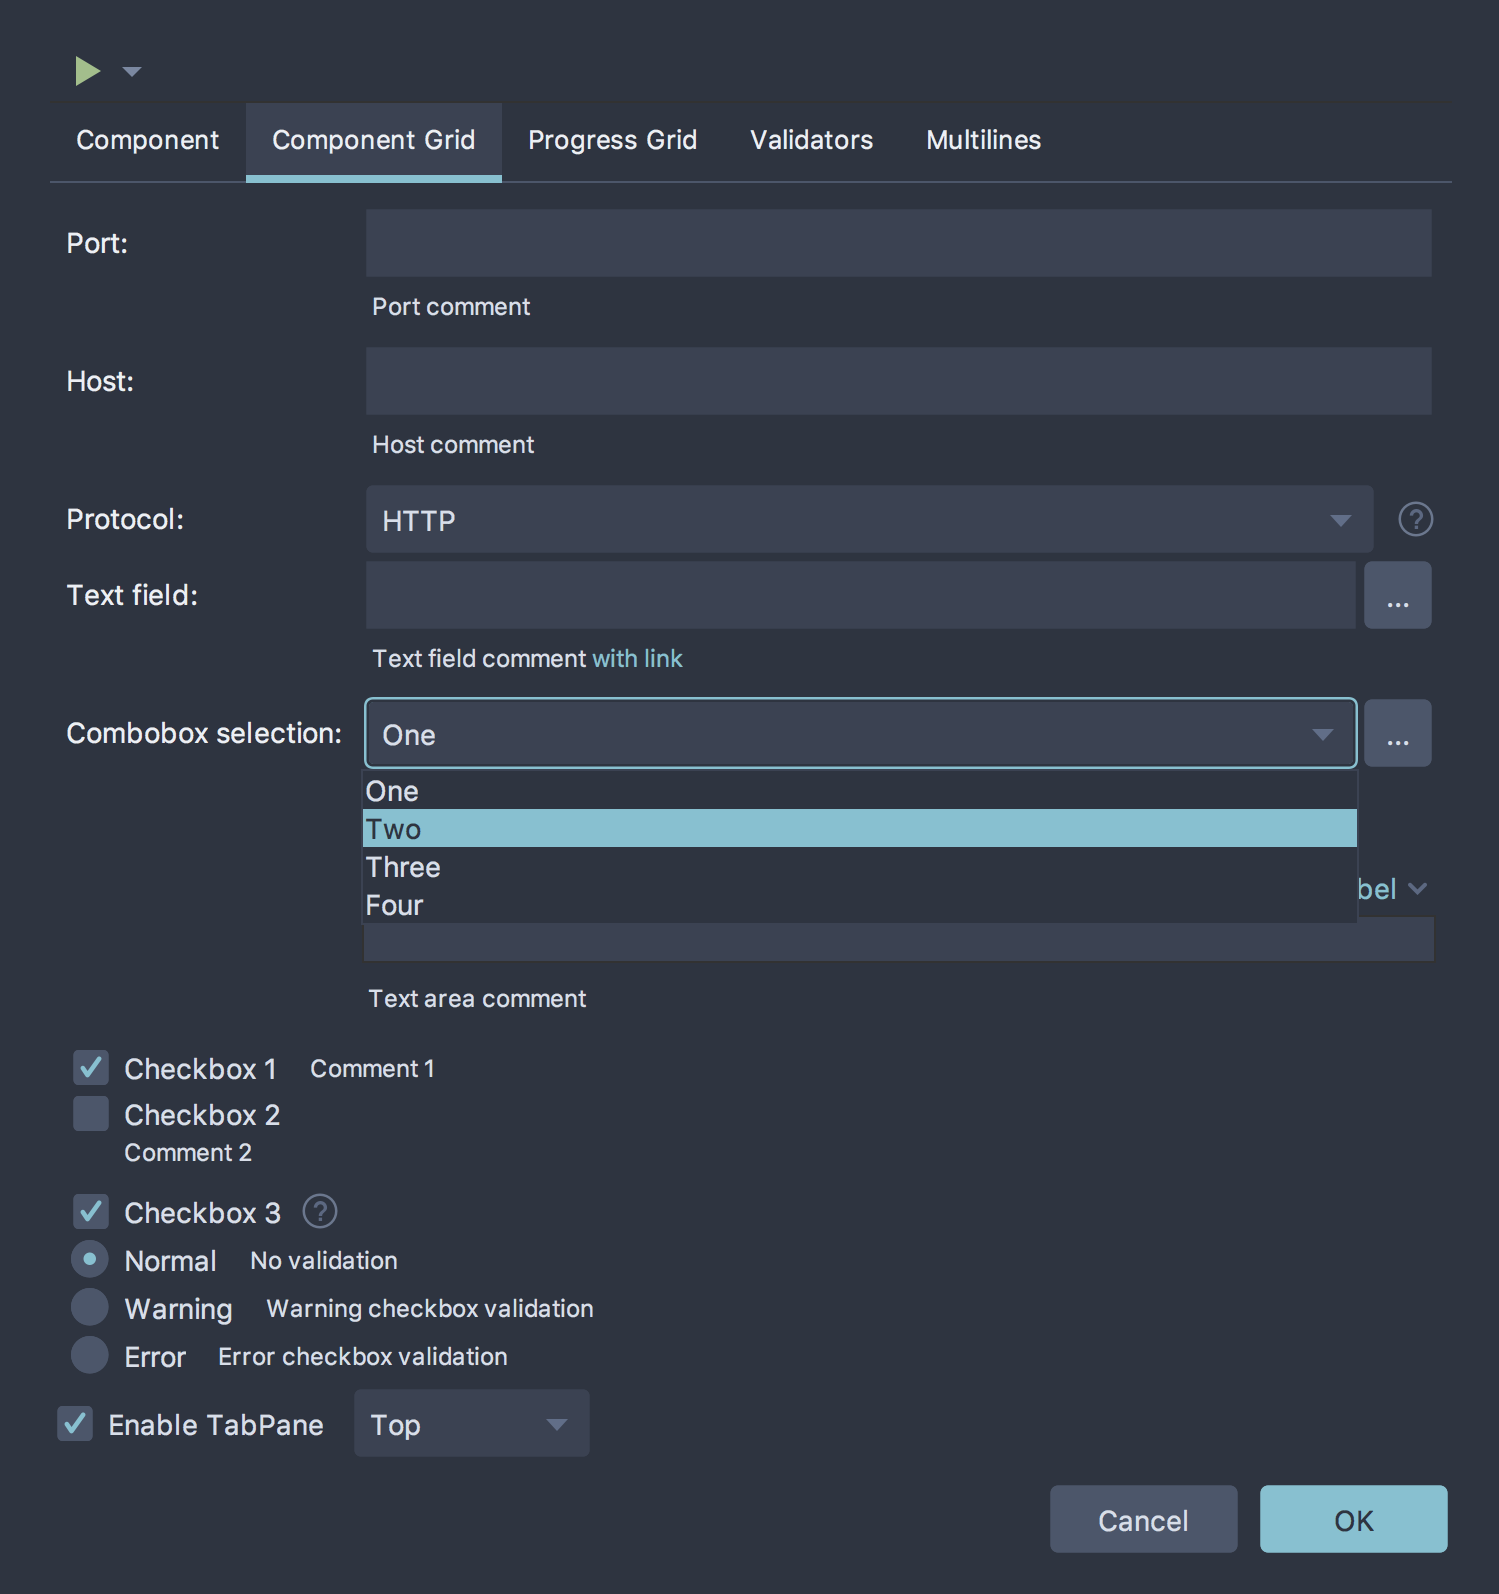 Component Component Grid Progress Grid Validators Multilines
Port:
Port comment
Host:
Host comment
Protocol: HTTP ?
Text field: ...
Text field comment with link
Combobox selection: One ...
One
Two
Three
bel
Four
Text area comment
Checkbox 1 Comment 1
Checkbox 2
Comment 2
Checkbox 3 ?
Normal No validation
Warning Warning checkbox validation
Error Error checkbox validation
Enable TabPane Top
Cancel OK